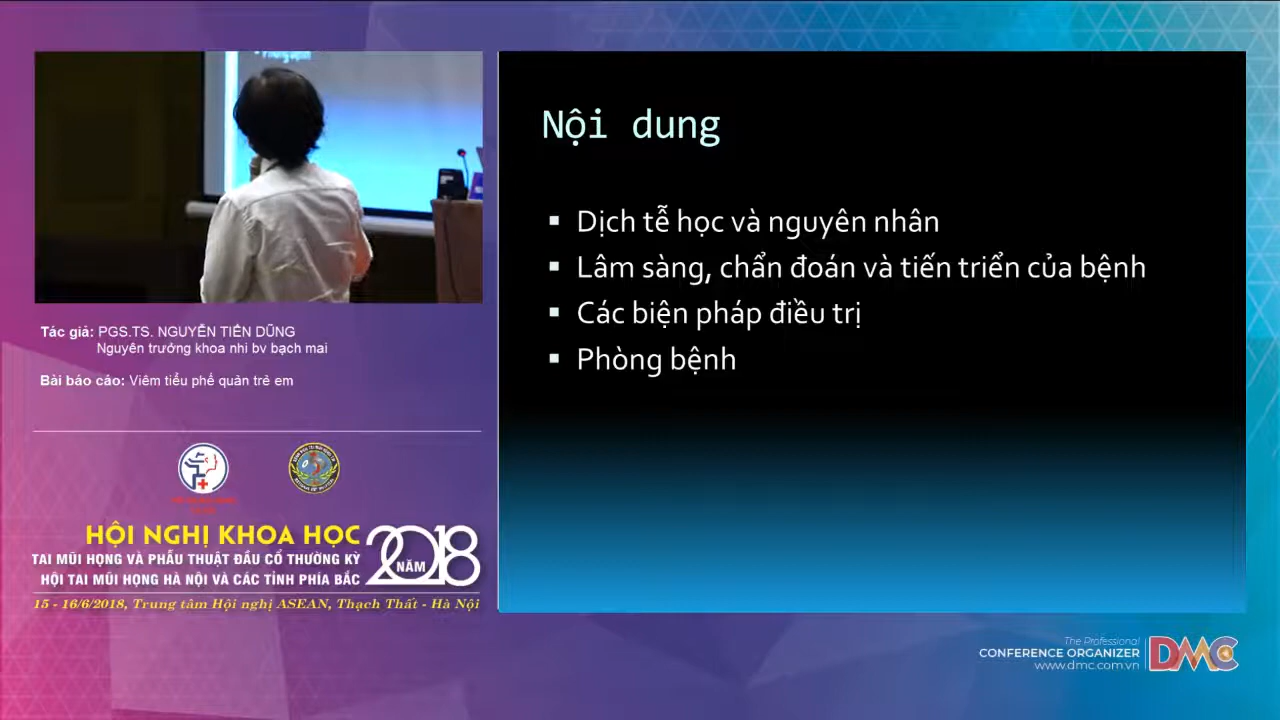 Nội dung
▪ Dịch tễ học và nguyên nhân
▪ Lâm sàng, chẩn đoán và tiến triển của bệnh
▪ Các biện pháp điều trị
▪ Phòng bệnh
Tác giả: PGS.TS. NGUYỄN TIẾN DŨNG
Nguyên trưởng khoa nhi bv bạch mai
Bài báo cáo: Viêm tiểu phế quản trẻ em
HỘI NGHỊ KHOA HỌC
TAI MŨI HỌNG VÀ PHẪU THUẬT ĐẦU CỔ THƯỜNG KỲ
HỘI TAI MŨI HỌNG HÀ NỘI VÀ CÁC TỈNH PHÍA BẮC
NĂM 2018
15 - 16/6/2018, Trung tâm Hội nghị ASEAN, Thạch Thất - Hà Nội
The Professional
CONFERENCE ORGANIZER
www.dmc.com.vn
DMC